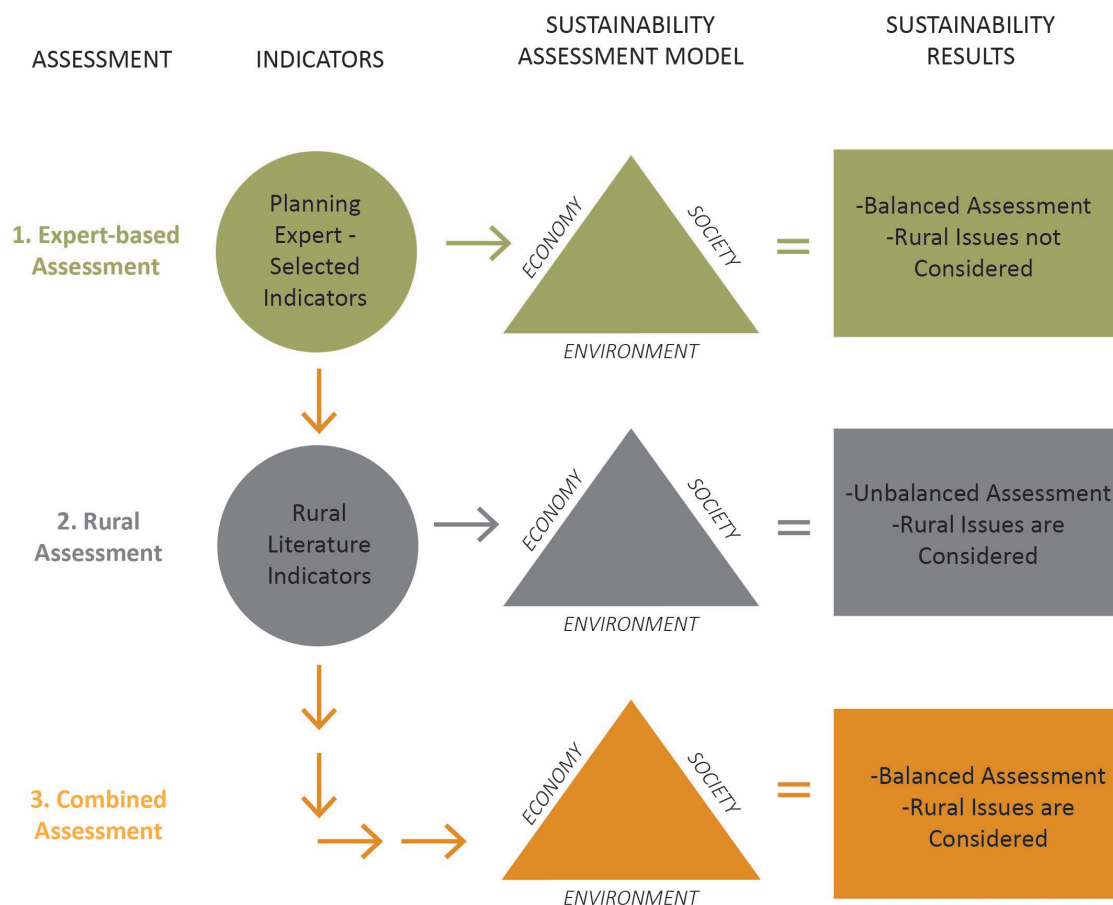 ASSESSMENT
INDICATORS
SUSTAINABILITY
ASSESSMENT MODEL
SUSTAINABILITY
RESULTS
1. Expert-based
Assessment
Planning
Expert -
Selected
Indicators
ECONOMY
SOCIETY
ENVIRONMENT
=
-Balanced Assessment
-Rural Issues not
Considered
2. Rural
Assessment
Rural
Literature
Indicators
ECONOMY
SOCIETY
ENVIRONMENT
=
-Unbalanced Assessment
-Rural Issues are
Considered
3. Combined
Assessment
ECONOMY
SOCIETY
ENVIRONMENT
=
-Balanced Assessment
-Rural Issues are
Considered